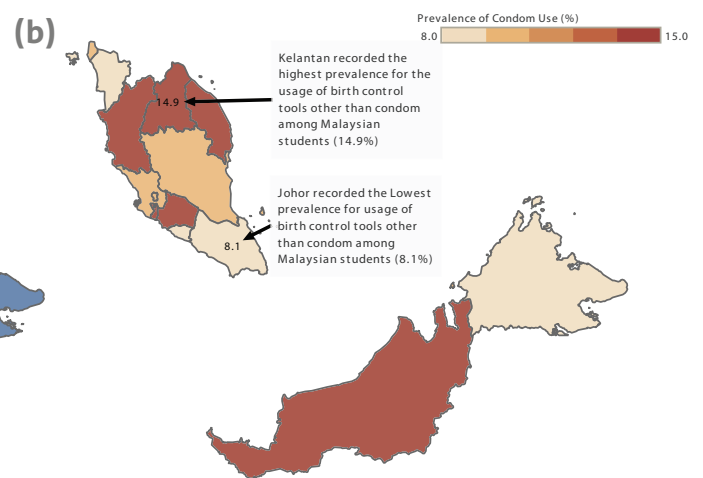 (b)
Prevalence of Condom Use (%)
8.0
15.0
Kelantan recorded the
highest prevalence for the
usage of birth control
tools other than condom
among Malaysian
students (14.9%)
14.9
Johor recorded the Lowest
prevalence for usage of
birth control tools other
than condom among
Malaysian students (8.1%)
8.1